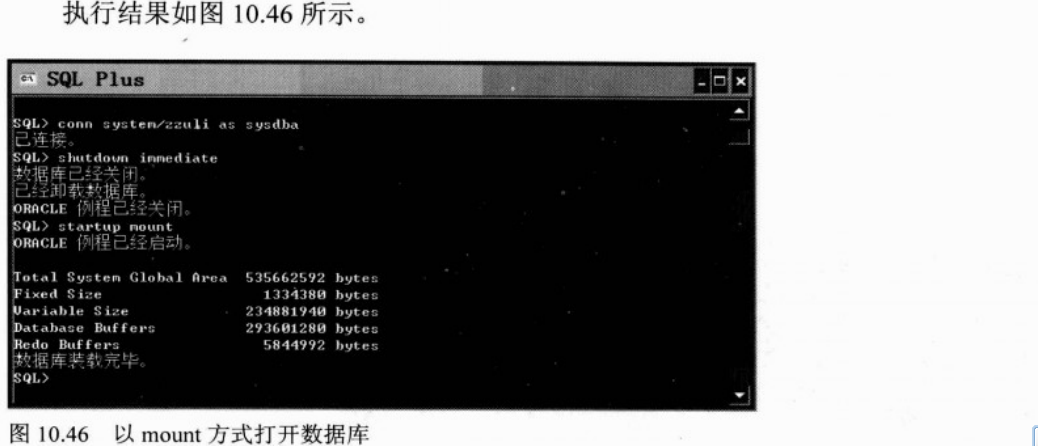 执行结果如图 10.46 所示。
SQL Plus
SQL> conn system/zzuli as sysdba
已连接。
SQL> shutdown immediate
数据库已经关闭。
已经卸载数据库。
ORACLE 例程已经关闭。
SQL> startup mount
ORACLE 例程已经启动。
Total System Global Area 535662592 bytes
Fixed Size 1334380 bytes
Variable Size 234881940 bytes
Database Buffers 293601280 bytes
Redo Buffers 5844992 bytes
数据库装载完毕。
SQL>
图 10.46 以 mount 方式打开数据库